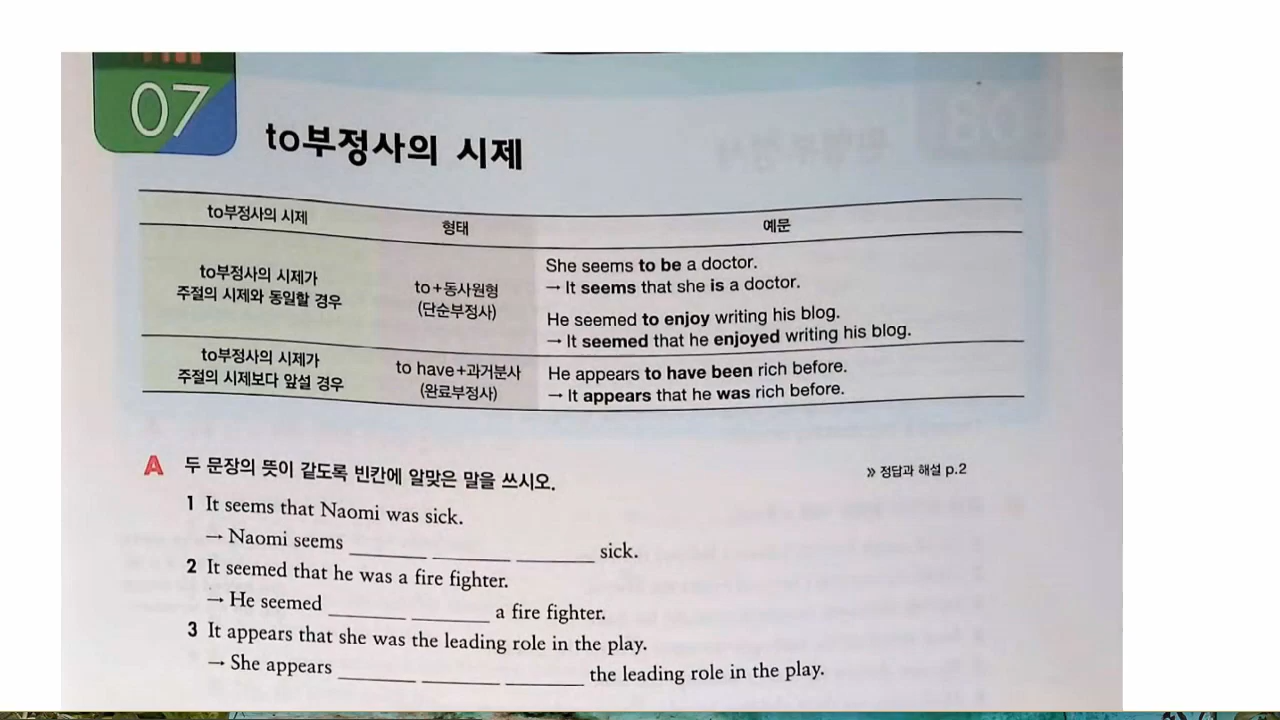 07
to부정사의 시제
to부정사의 시제 형태 예문
to부정사의 시제가
주절의 시제와 동일할 경우
to+동사원형
(단순부정사)
She seems to be a doctor.
→ It seems that she is a doctor.
He seemed to enjoy writing his blog.
→ It seemed that he enjoyed writing his blog.
to부정사의 시제가
주절의 시제보다 앞설 경우
to have+과거분사
(완료부정사)
He appears to have been rich before.
→ It appears that he was rich before.
A 두 문장의 뜻이 같도록 빈칸에 알맞은 말을 쓰시오. » 정답과 해설 p.2
1 It seems that Naomi was sick.
→ Naomi seems ______ ______ ______ sick.
2 It seemed that he was a fire fighter.
→ He seemed ______ ______ a fire fighter.
3 It appears that she was the leading role in the play.
→ She appears ______ ______ ______ the leading role in the play.